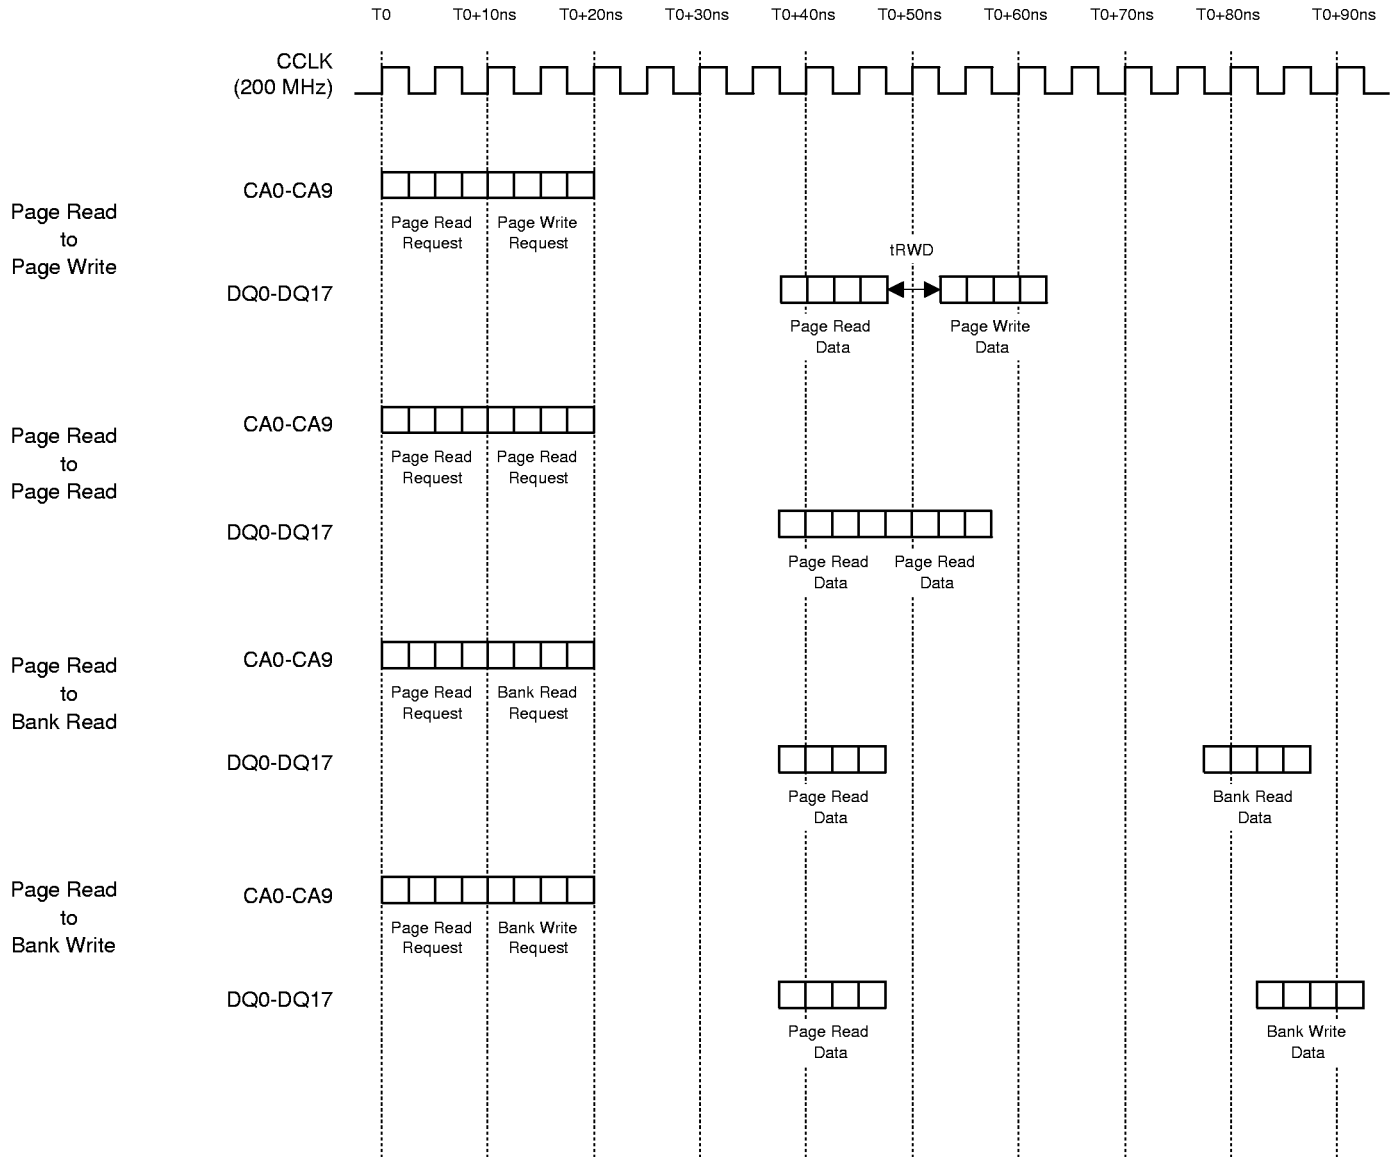 T0 T0+10ns T0+20ns T0+30ns T0+40ns T0+50ns T0+60ns T0+70ns T0+80ns T0+90ns
CCLK
(200 MHz)
Page Read
to
Page Write
CA0-CA9
Page Read
Request
Page Write
Request
tRWD
DQ0-DQ17
Page Read
Data
Page Write
Data
Page Read
to
Page Read
CA0-CA9
Page Read
Request
Page Read
Request
DQ0-DQ17
Page Read
Data
Page Read
Data
Page Read
to
Bank Read
CA0-CA9
Page Read
Request
Bank Read
Request
DQ0-DQ17
Page Read
Data
Bank Read
Data
Page Read
to
Bank Write
CA0-CA9
Page Read
Request
Bank Write
Request
DQ0-DQ17
Page Read
Data
Bank Write
Data